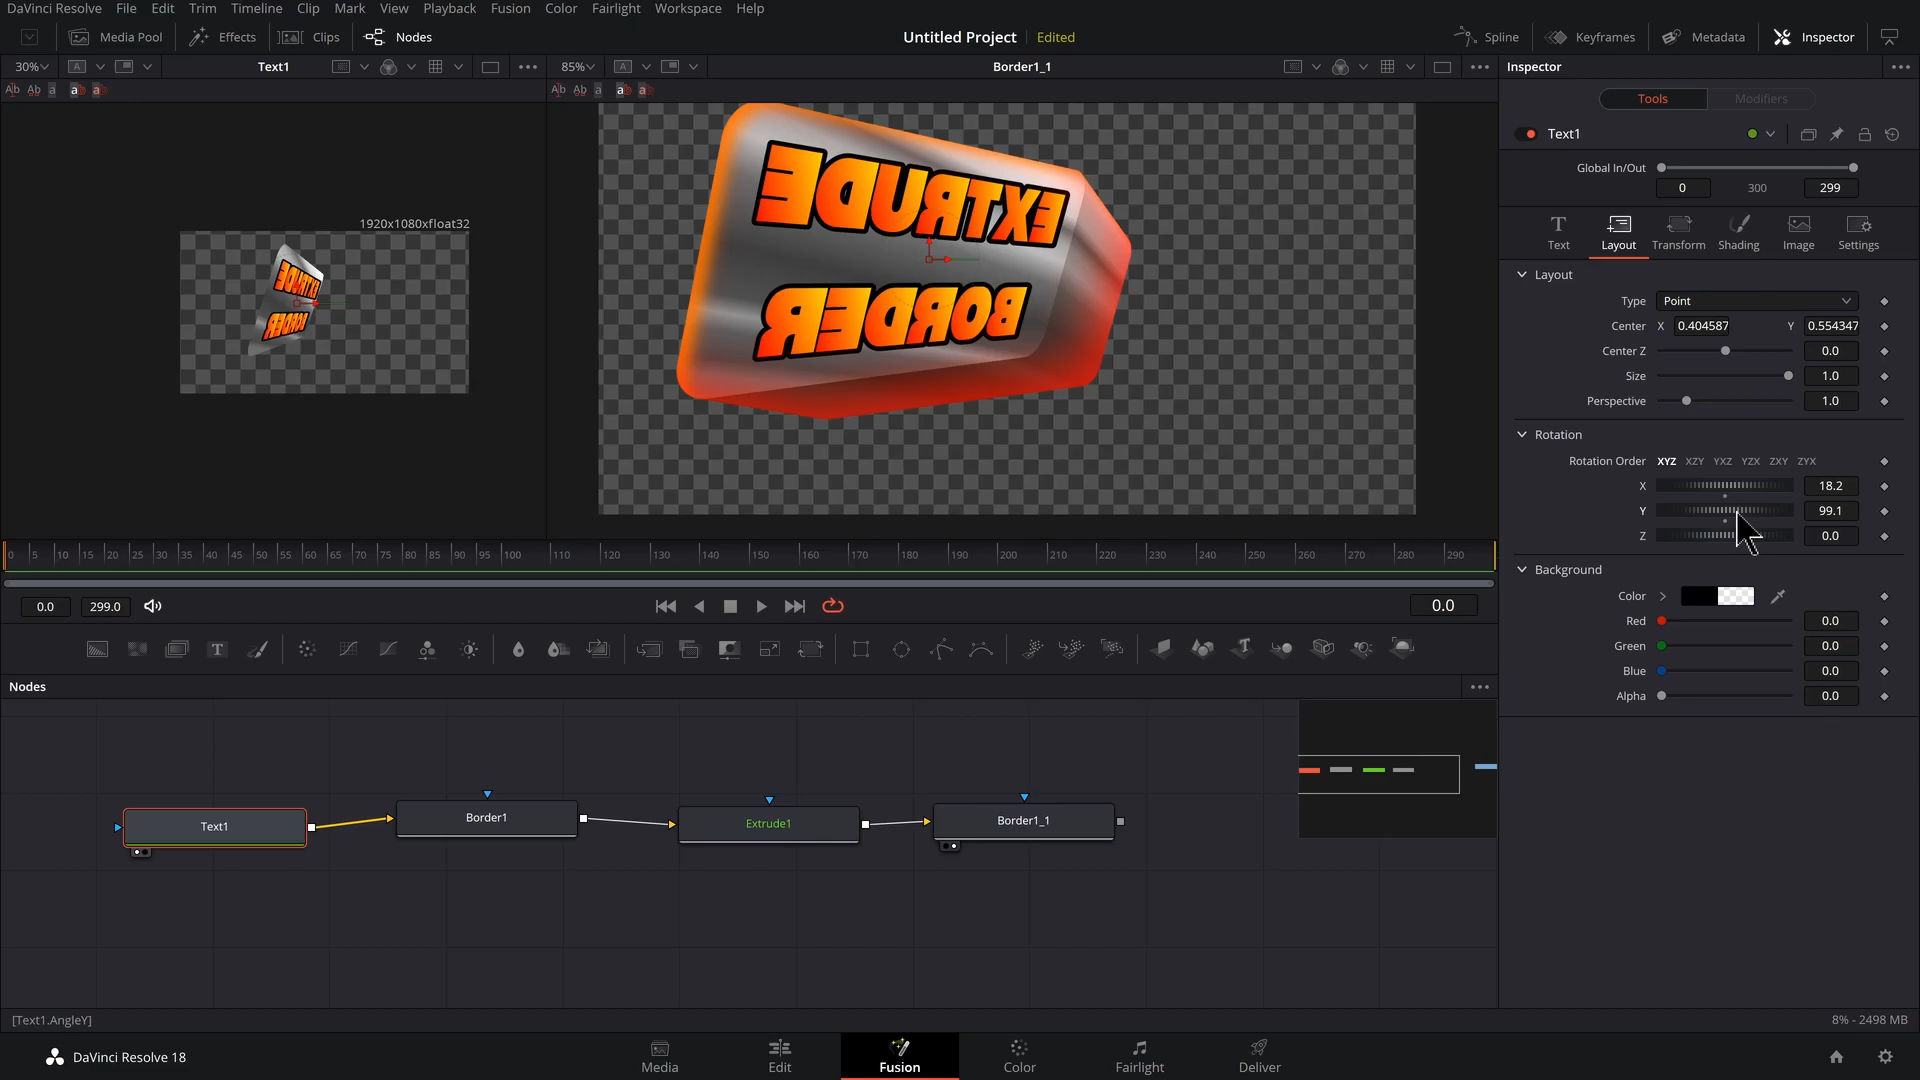 DaVinci Resolve File Edit Trim Timeline Clip Mark View Playback Fusion Color Fairlight Workspace Help
Media Pool Effects Clips Nodes Untitled Project Edited Spline Keyframes Metadata Inspector
30% Text1 85% Border1_1 Inspector
Tools Modifiers
Text1
Global In/Out
0 300 299
Text Layout Transform Shading Image Settings
1920x1080xfloat32
EXTRUDE
BORDER
EXTRUDE
BORDER
Layout
Type Point
Center X 0.404587 Y 0.554347
Center Z 0.0
Size 1.0
Perspective 1.0
Rotation
Rotation Order XYZ XZY YXZ YZX ZXY ZYX
X 18.2
Y 99.1
Z 0.0
Background
Color
Red 0.0
Green 0.0
Blue 0.0
Alpha 0.0
0 5 10 15 20 25 30 35 40 45 50 55 60 65 70 75 80 85 90 95 100 110 120 130 140 150 160 170 180 190 200 210 220 230 240 250 260 270 280 290
0.0 299.0 0.0
Nodes
Text1 Border1 Extrude1 Border1_1
[Text1.AngleY] 8% - 2498 MB
DaVinci Resolve 18 Media Edit Fusion Color Fairlight Deliver